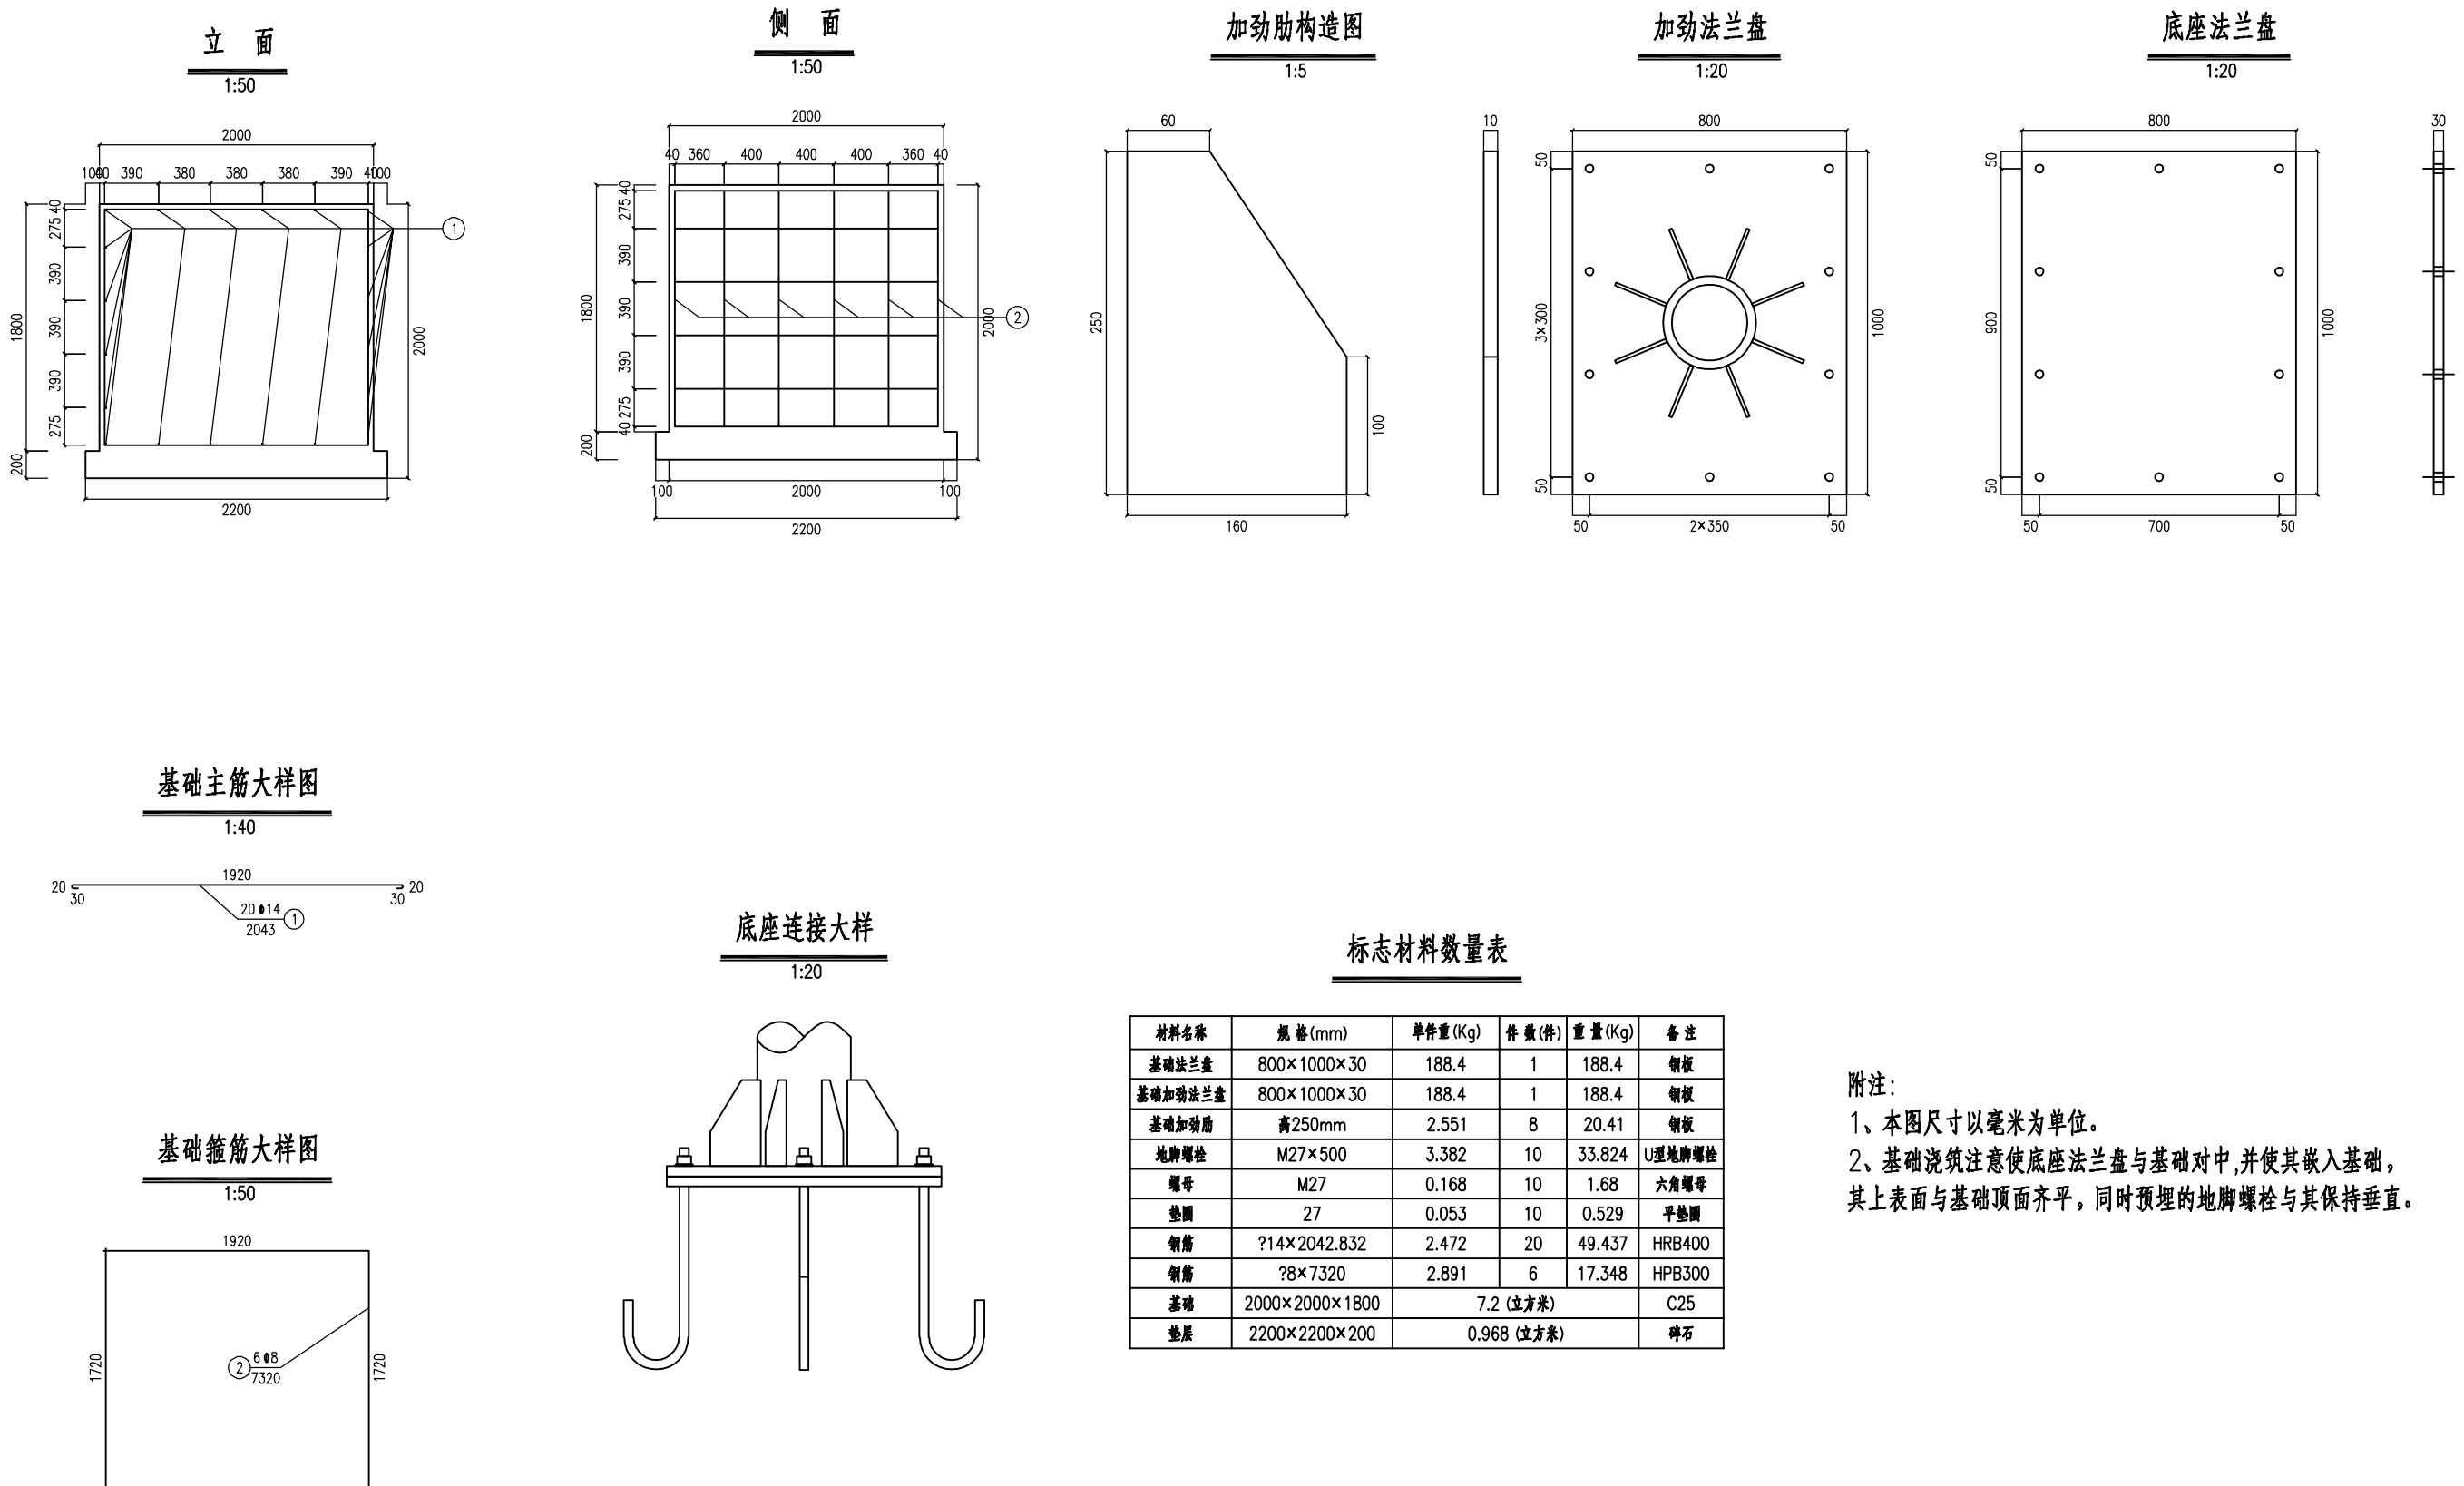 立 面
1:50
2000
100 40 390 380 380 380 390 40 100
40
275
390
390
390
275
1800
200
2000
2200
1
侧 面
1:50
2000
40 360 400 400 400 360 40
40
275
390
390
390
275
40
1800
200
2000
2
100 2000 100
2200
加劲肋构造图
1:5
60
10
250
100
160
加劲法兰盘
1:20
800
50
3×300
50
1000
50 2×350 50
底座法兰盘
1:20
800
30
50
900
50
1000
50 700 50
基础主筋大样图
1:40
1920
20 20
30 30
20Φ14
2043
1
基础箍筋大样图
1:50
1920
1720
1720
2
6Φ8
7320
底座连接大样
1:20
标志材料数量表
材料名称 规 格(mm) 单件重(Kg) 件 数(件) 重 量(Kg) 备 注
基础法兰盘 800×1000×30 188.4 1 188.4 钢板
基础加劲法兰盘 800×1000×30 188.4 1 188.4 钢板
基础加劲肋 高250mm 2.551 8 20.41 钢板
地脚螺栓 M27×500 3.382 10 33.824 U型地脚螺栓
螺母 M27 0.168 10 1.68 六角螺母
垫圈 27 0.053 10 0.529 平垫圈
钢筋 ?14×2042.832 2.472 20 49.437 HRB400
钢筋 ?8×7320 2.891 6 17.348 HPB300
基础 2000×2000×1800 7.2 (立方米) C25
垫层 2200×2200×200 0.968 (立方米) 碎石
附注:
1、本图尺寸以毫米为单位。
2、基础浇筑注意使底座法兰盘与基础对中,并使其嵌入基础，
其上表面与基础顶面齐平，同时预埋的地脚螺栓与其保持垂直。